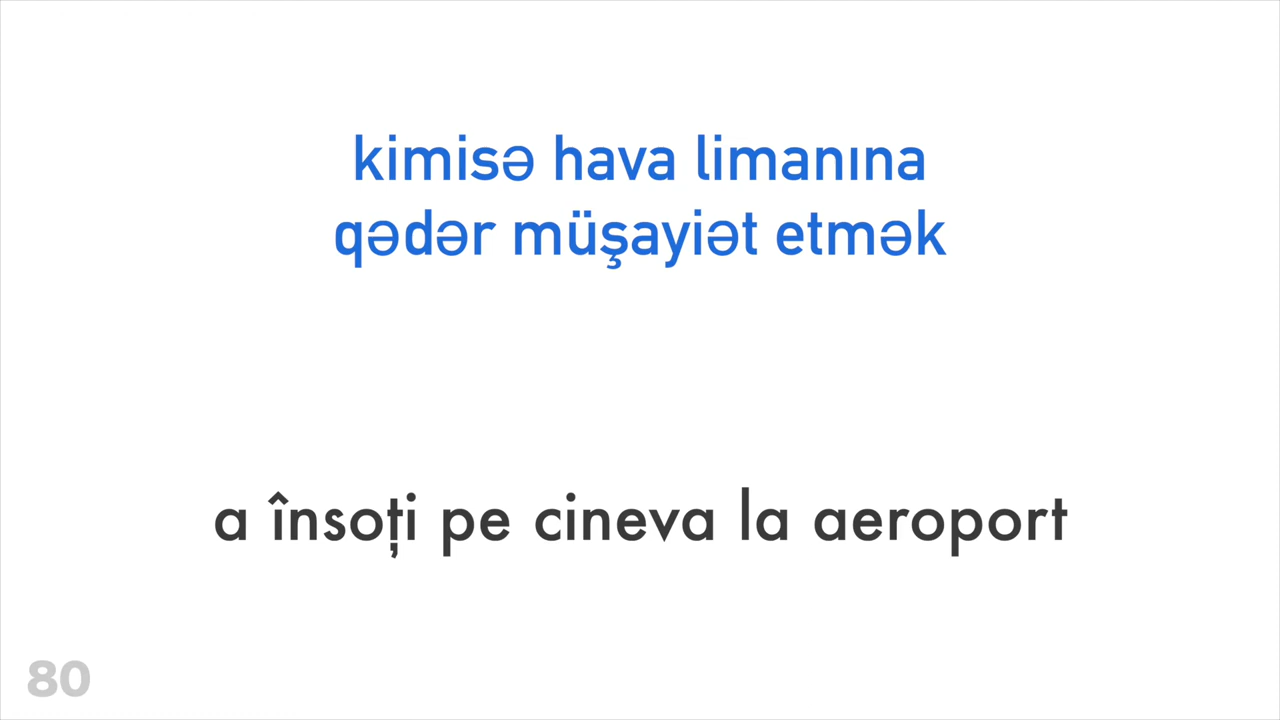 kimisə hava limanına
qədər müşayiət etmək
a însoți pe cineva la aeroport
80